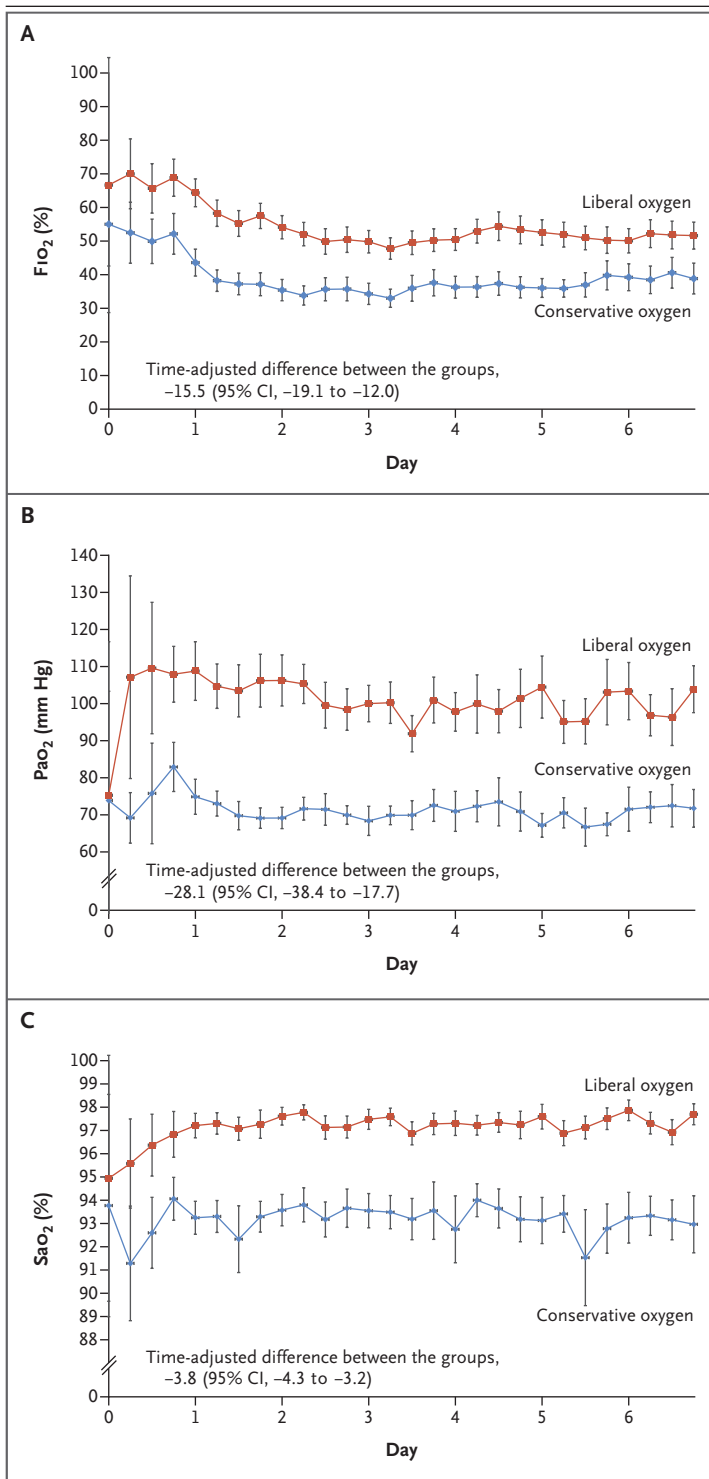 A
100
90
80
70
60
50
40
30
20
10
0
Fio₂ (%)
Liberal oxygen
Conservative oxygen
Time-adjusted difference between the groups,
−15.5 (95% CI, −19.1 to −12.0)
0 1 2 3 4 5 6
Day
B
140
130
120
110
100
90
80
70
60
0
Pao₂ (mm Hg)
Liberal oxygen
Conservative oxygen
Time-adjusted difference between the groups,
−28.1 (95% CI, −38.4 to −17.7)
0 1 2 3 4 5 6
Day
C
100
99
98
97
96
95
94
93
92
91
90
89
88
0
Sao₂ (%)
Liberal oxygen
Conservative oxygen
Time-adjusted difference between the groups,
−3.8 (95% CI, −4.3 to −3.2)
0 1 2 3 4 5 6
Day